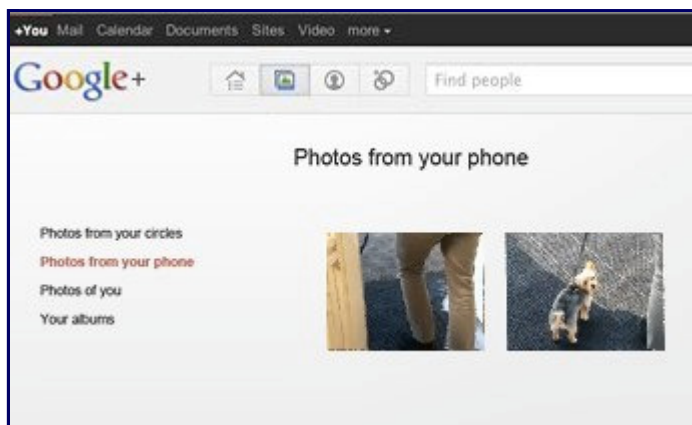 +You Mail Calendar Documents Sites Video more
Google+ Find people
Photos from your phone
Photos from your circles
Photos from your phone
Photos of you
Your albums